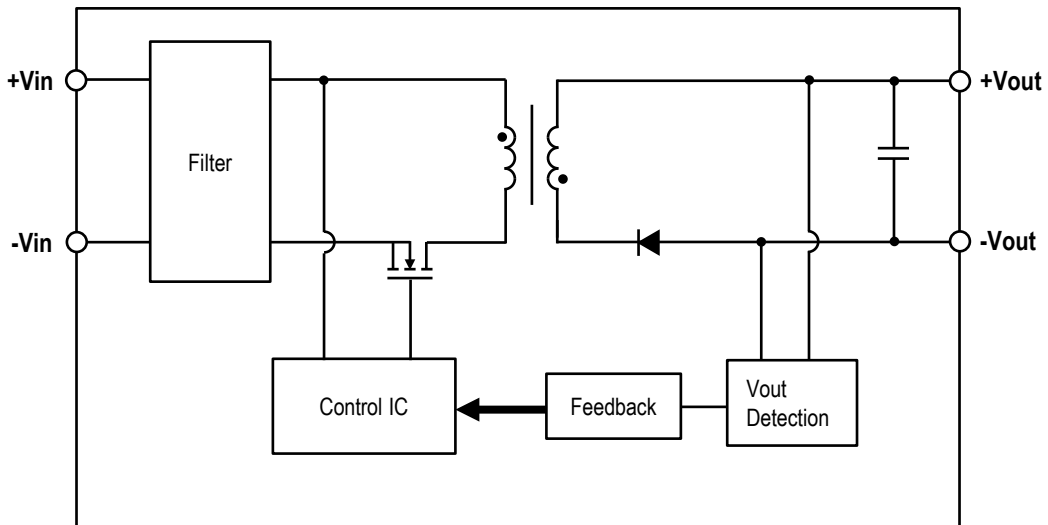 +Vin
+Vout
Filter
-Vin
-Vout
Control IC
Feedback
Vout
Detection